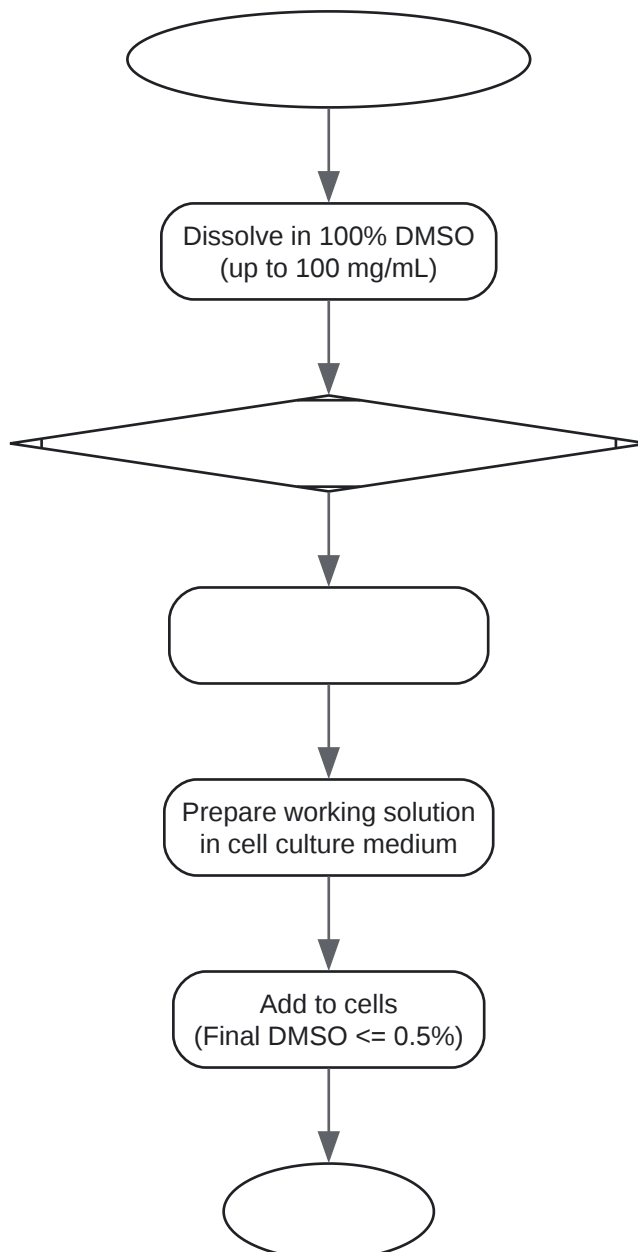 Dissolve in 100% DMSO
(up to 100 mg/mL)
Prepare working solution
in cell culture medium
Add to cells
(Final DMSO <= 0.5%)